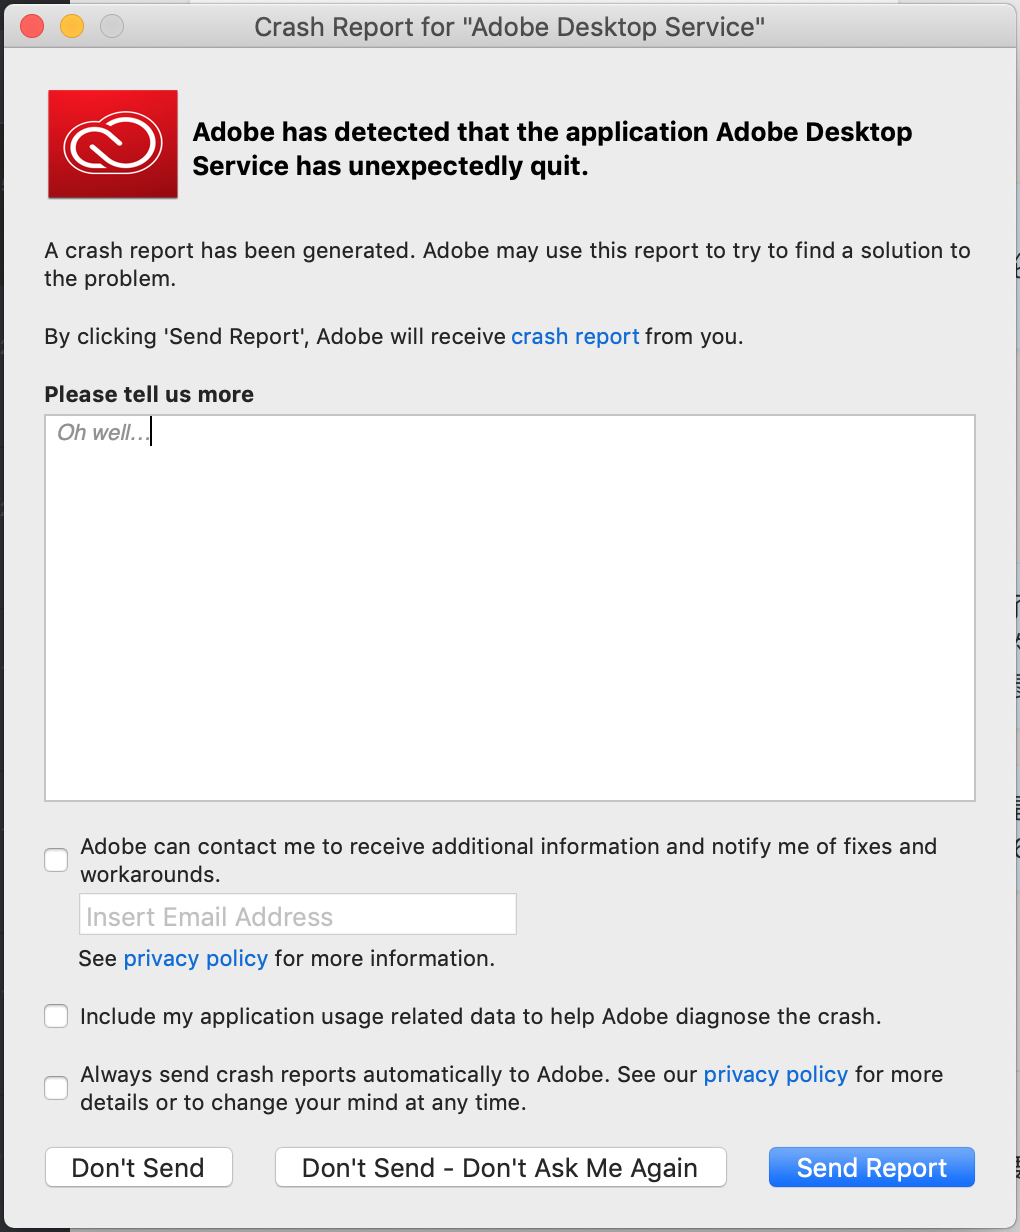 Crash Report for "Adobe Desktop Service"
Adobe has detected that the application Adobe Desktop
Service has unexpectedly quit.
A crash report has been generated. Adobe may use this report to try to find a solution to
the problem.
By clicking 'Send Report', Adobe will receive crash report from you.
Please tell us more
Oh well...
Adobe can contact me to receive additional information and notify me of fixes and
workarounds.
Insert Email Address
See privacy policy for more information.
Include my application usage related data to help Adobe diagnose the crash.
Always send crash reports automatically to Adobe. See our privacy policy for more
details or to change your mind at any time.
Don't Send
Don't Send - Don't Ask Me Again
Send Report